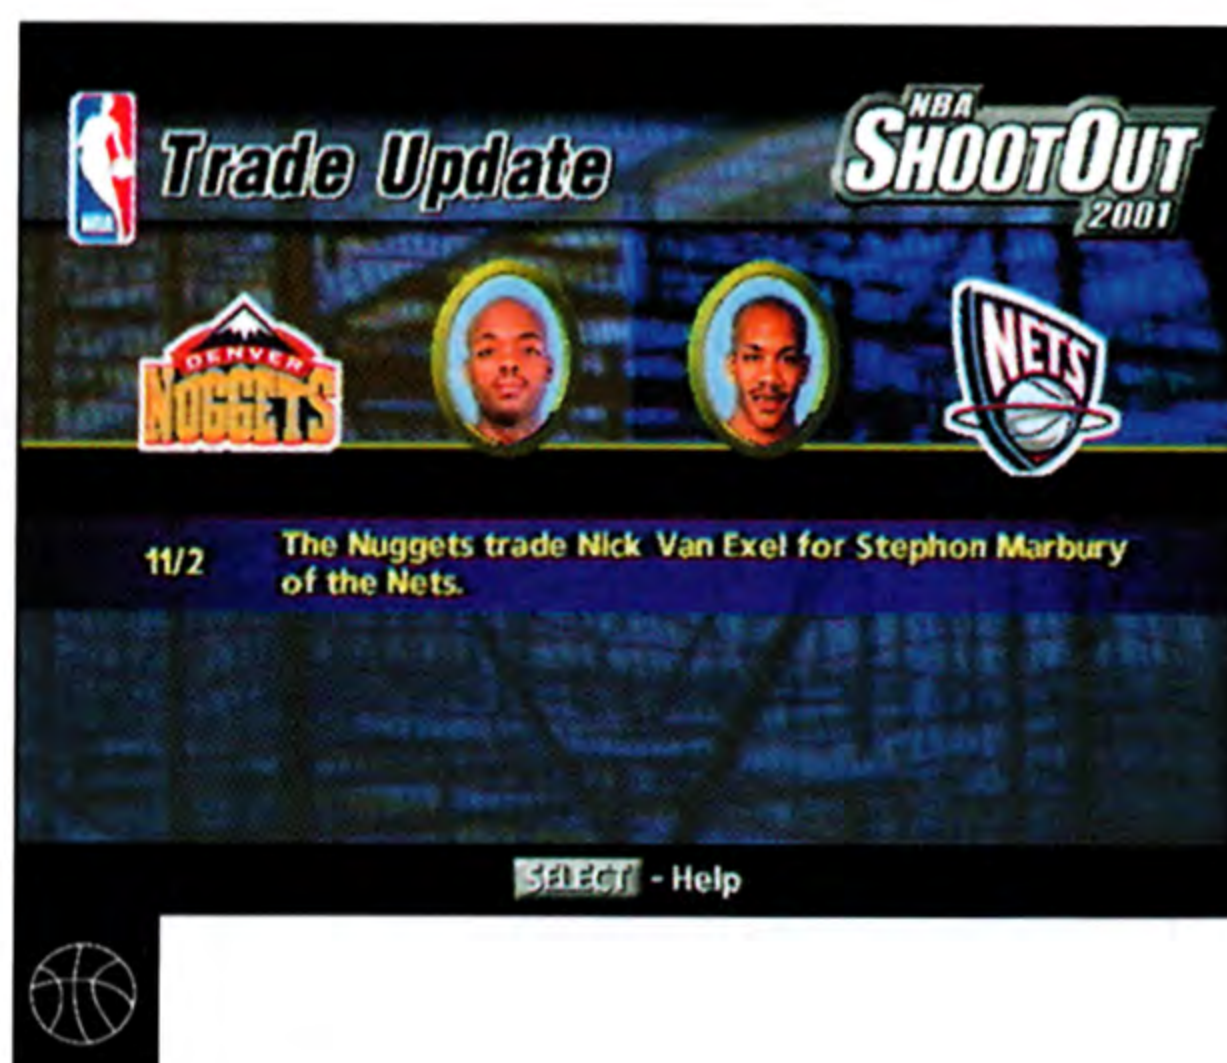 NBA
Trade Update
NBA
SHOOTOUT
2001
DENVER
NUGGETS
NETS
11/2
The Nuggets trade Nick Van Exel for Stephon Marbury
of the Nets.
SELECT - Help